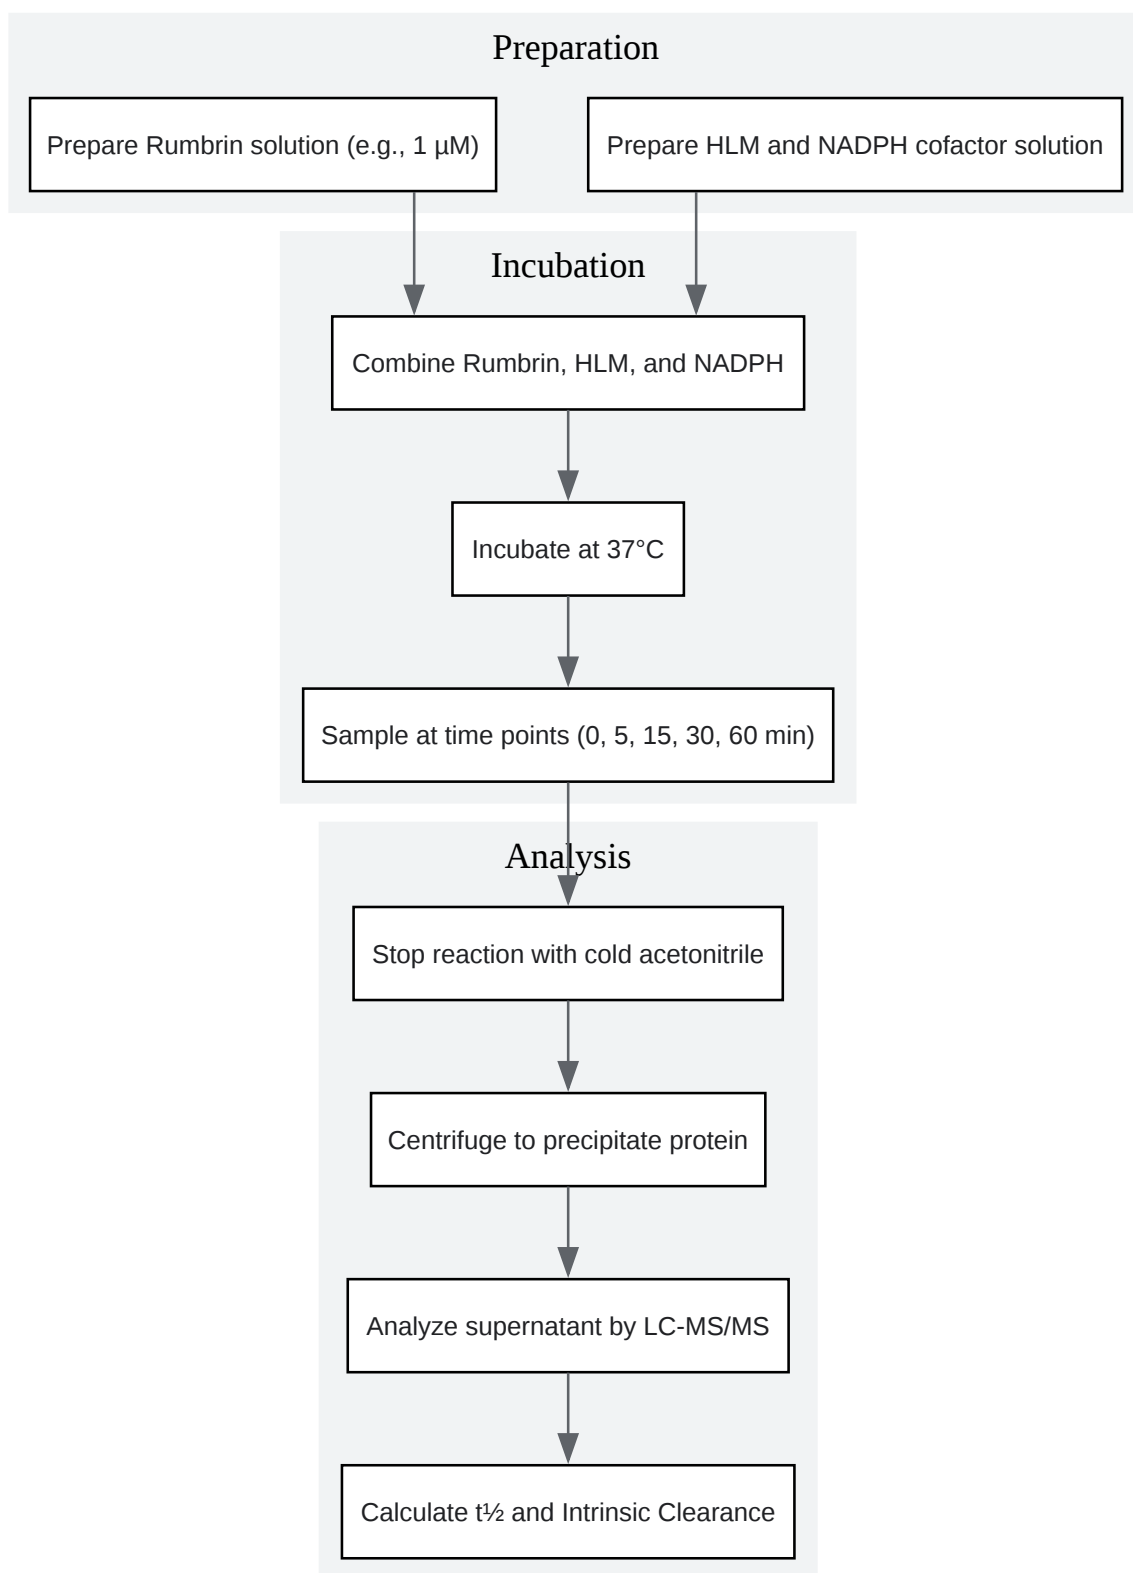 Preparation
Prepare Rumbrin solution (e.g., 1 µM)
Prepare HLM and NADPH cofactor solution
Incubation
Combine Rumbrin, HLM, and NADPH
Incubate at 37°C
Sample at time points (0, 5, 15, 30, 60 min)
Analysis
Stop reaction with cold acetonitrile
Centrifuge to precipitate protein
Analyze supernatant by LC-MS/MS
Calculate t½ and Intrinsic Clearance